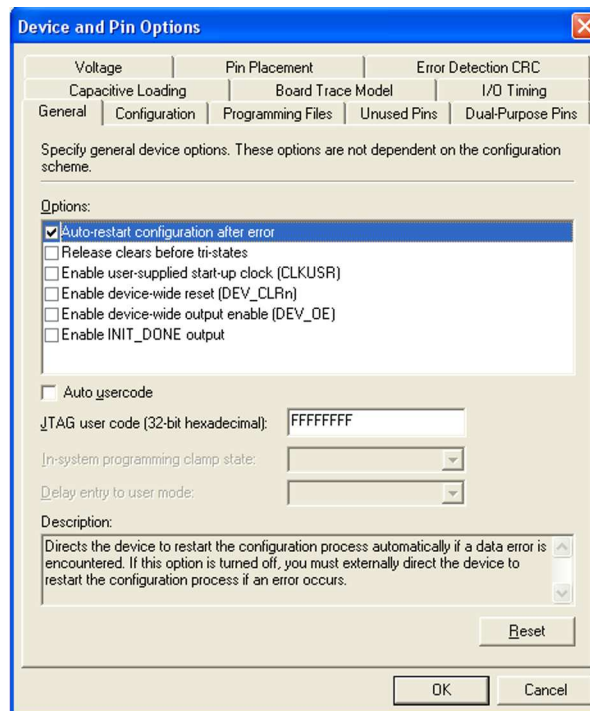 Device and Pin Options
Voltage Pin Placement Error Detection CRC
Capacitive Loading Board Trace Model I/O Timing
General Configuration Programming Files Unused Pins Dual-Purpose Pins
Specify general device options. These options are not dependent on the configuration
scheme.
Options:
Auto-restart configuration after error
Release clears before tri-states
Enable user-supplied start-up clock (CLKUSR)
Enable device-wide reset (DEV_CLRn)
Enable device-wide output enable (DEV_OE)
Enable INIT_DONE output
Auto usercode
JTAG user code (32-bit hexadecimal): FFFFFFFF
In-system programming clamp state:
Delay entry to user mode:
Description:
Directs the device to restart the configuration process automatically if a data error is
encountered. If this option is turned off, you must externally direct the device to
restart the configuration process if an error occurs.
Reset
OK Cancel